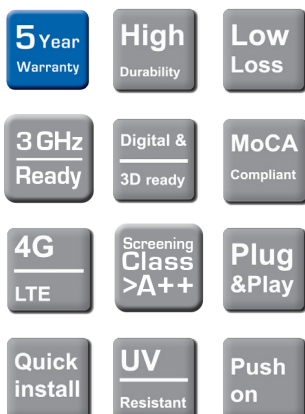 5 Year
Warranty
High
Durability
Low
Loss
3 GHz
Ready
Digital &
3D ready
MoCA
Compliant
4G
LTE
Screening
Class
>A++
Plug
&Play
Quick
install
UV
Resistant
Push
on